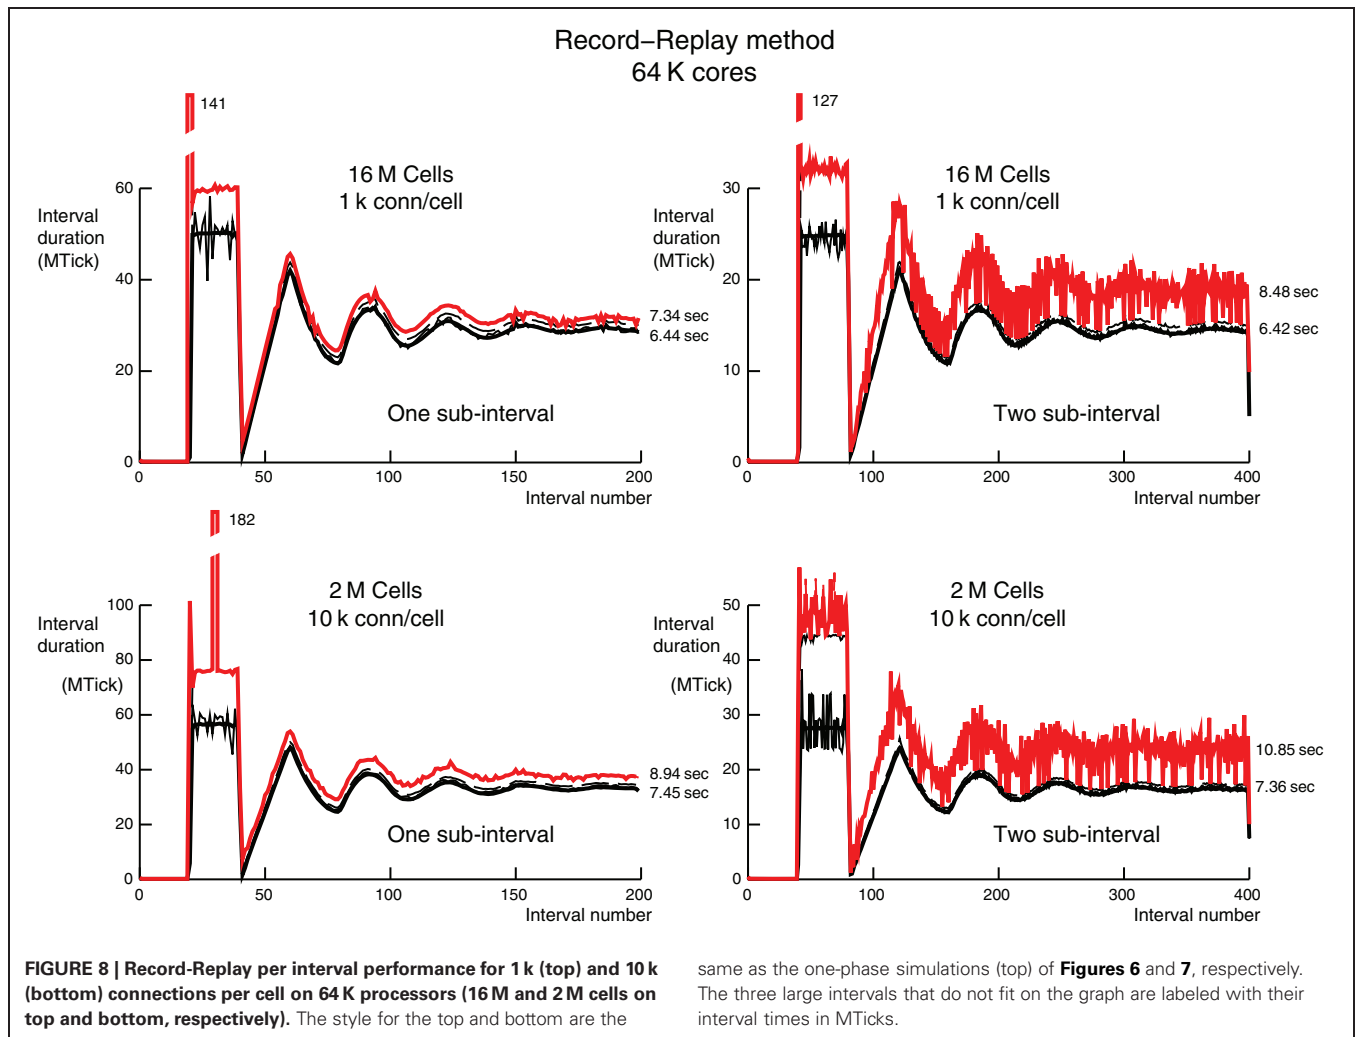 Record–Replay method
64 K cores
141
16 M Cells
1 k conn/cell
Interval
duration
(MTick)
60
40
20
0
7.34 sec
6.44 sec
One sub-interval
0
50
100
150
200
Interval number
127
16 M Cells
1 k conn/cell
Interval
duration
(MTick)
30
20
10
0
8.48 sec
6.42 sec
Two sub-interval
0
100
200
300
400
Interval number
182
2 M Cells
10 k conn/cell
Interval
duration
(MTick)
100
80
60
40
20
0
8.94 sec
7.45 sec
One sub-interval
0
50
100
150
200
Interval number
2 M Cells
10 k conn/cell
Interval
duration
(MTick)
50
40
30
20
10
0
10.85 sec
7.36 sec
Two sub-interval
0
100
200
300
400
Interval number
FIGURE 8 | Record-Replay per interval performance for 1 k (top) and 10 k
(bottom) connections per cell on 64 K processors (16 M and 2 M cells on
top and bottom, respectively). The style for the top and bottom are the
same as the one-phase simulations (top) of Figures 6 and 7, respectively.
The three large intervals that do not fit on the graph are labeled with their
interval times in MTicks.